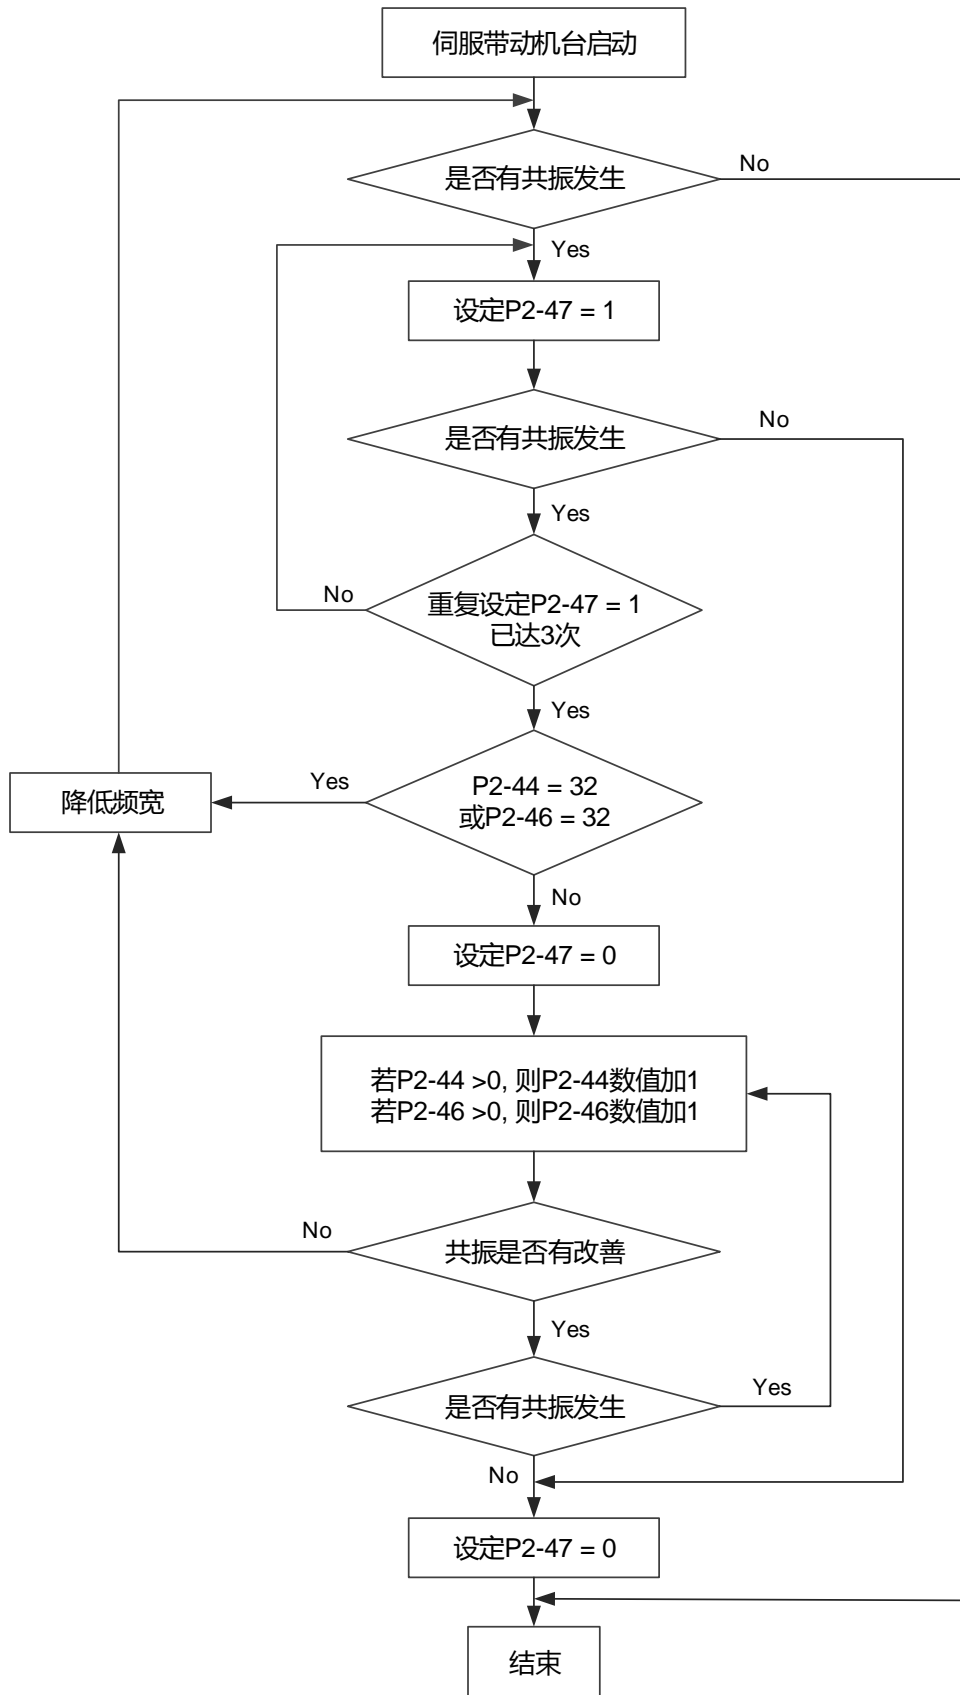 伺服带动机台启动
是否有共振发生
No
Yes
设定P2-47 = 1
是否有共振发生
No
Yes
重复设定P2-47 = 1
已达3次
No
Yes
P2-44 = 32
或P2-46 = 32
Yes
降低频宽
No
设定P2-47 = 0
若P2-44 >0, 则P2-44数值加1
若P2-46 >0, 则P2-46数值加1
共振是否有改善
No
Yes
是否有共振发生
Yes
No
设定P2-47 = 0
结束